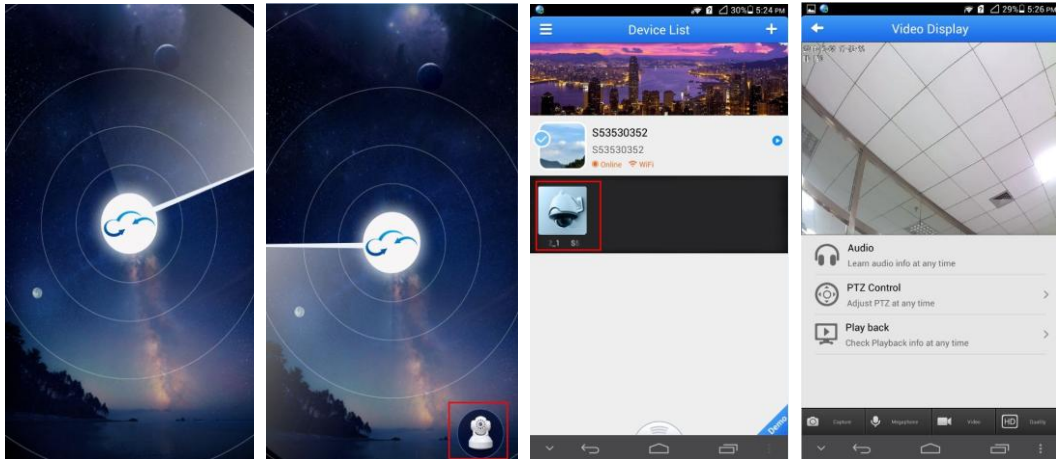 30% 5:24 PM
Device List
S53530352
S53530352
Online WiFi
Demo
29% 5:26 PM
Video Display
Audio
Learn audio info at any time
PTZ Control
Adjust PTZ at any time
Play back
Check Playback info at any time
Capture Megaphone Video HD Quality